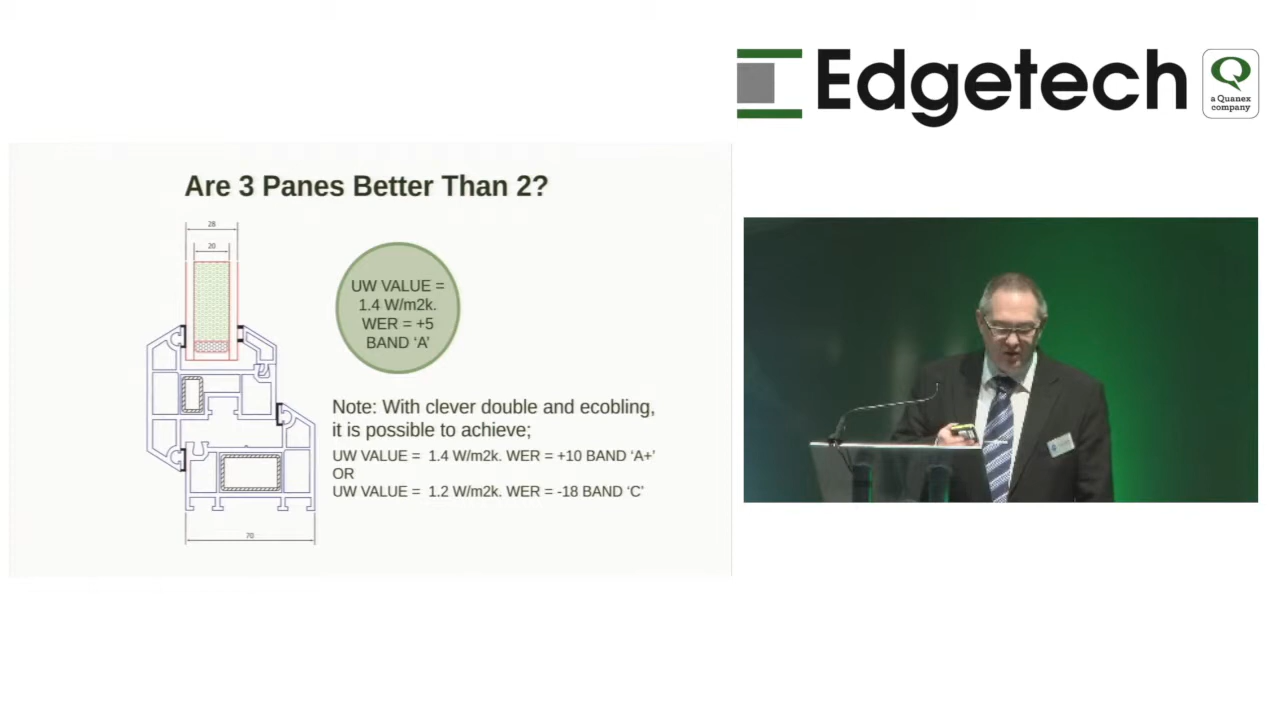 Edgetech
Q
a Quanex
company
Are 3 Panes Better Than 2?
28
20
UW VALUE =
1.4 W/m2k.
WER = +5
BAND ‘A’
Note: With clever double and ecobling,
it is possible to achieve;
UW VALUE =  1.4 W/m2k. WER = +10 BAND ‘A+’
OR
UW VALUE =  1.2 W/m2k. WER = -18 BAND ‘C’
70